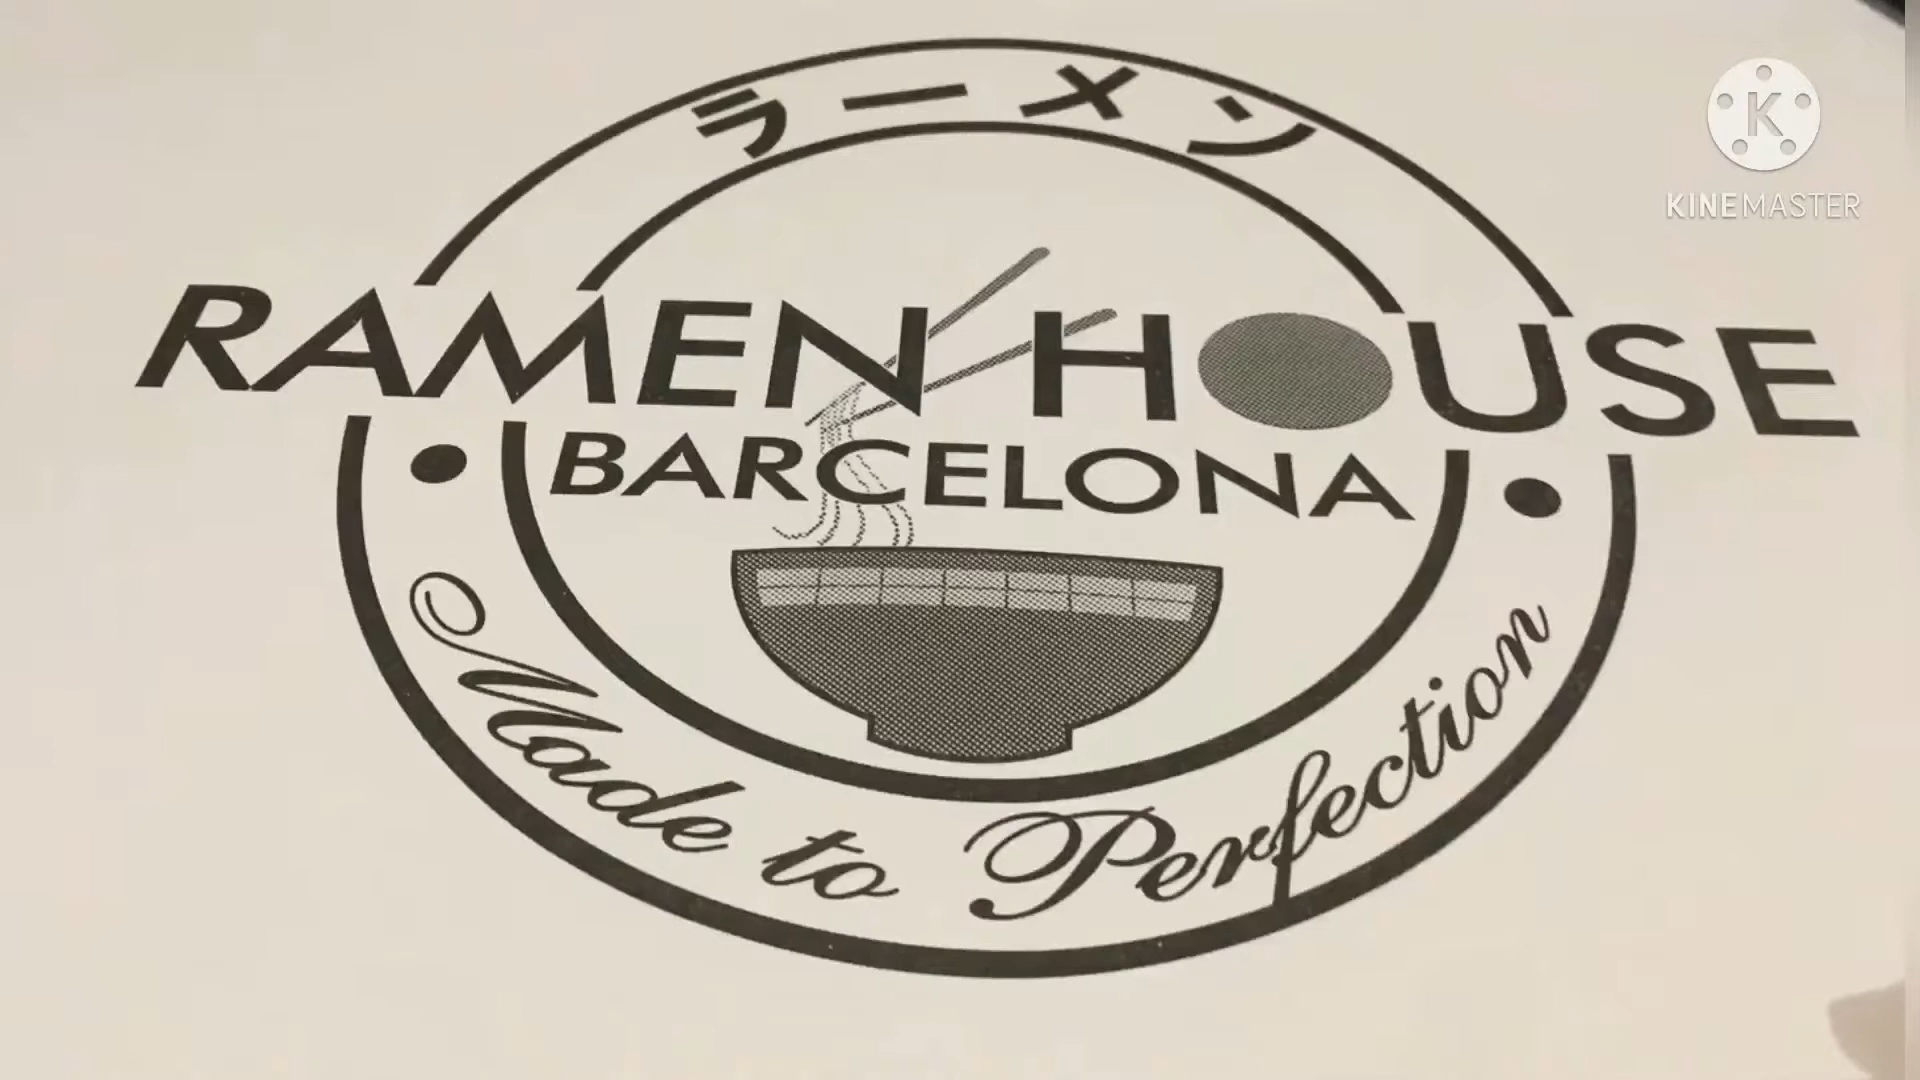 ラーメン
RAMEN HOUSE
BARCELONA
Made to Perfection
K
KINEMASTER